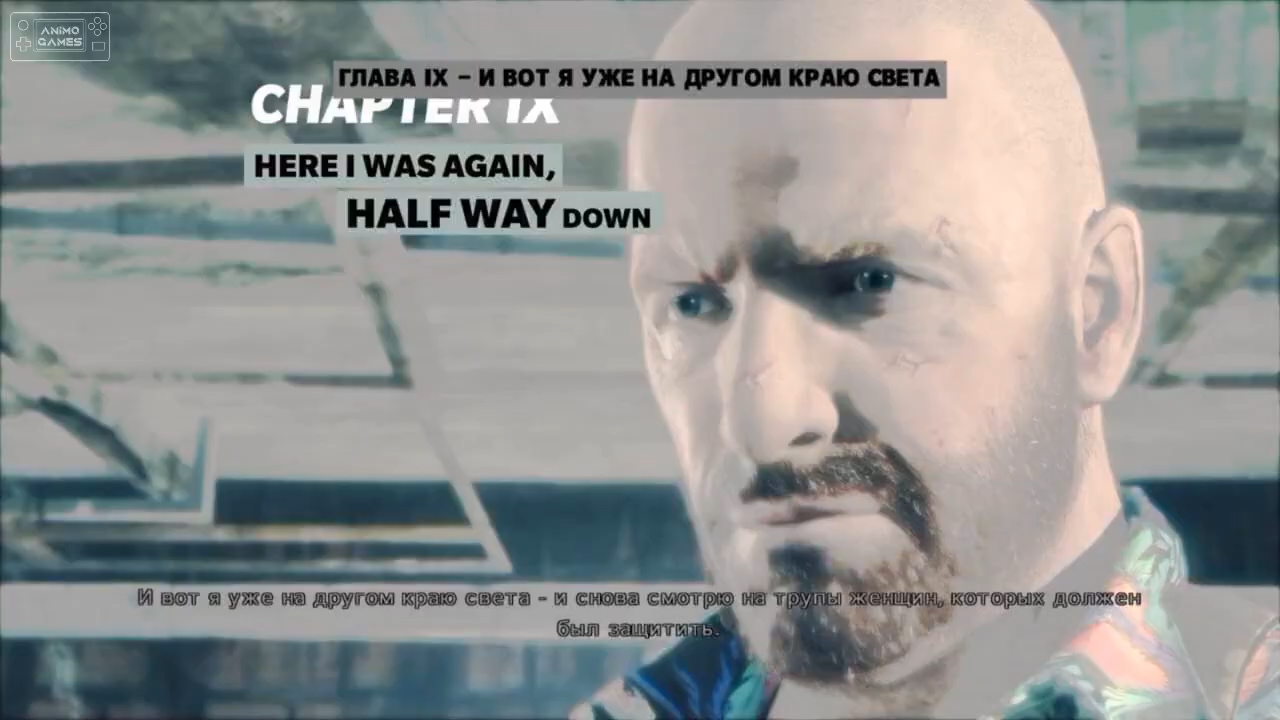 ANIMO
GAMES
ГЛАВА IX – И ВОТ Я УЖЕ НА ДРУГОМ КРАЮ СВЕТА
CHAPTER IX
HERE I WAS AGAIN,
HALF WAY DOWN
И вот я уже на другом краю света - и снова смотрю на трупы женщин, которых должен
был защитить.